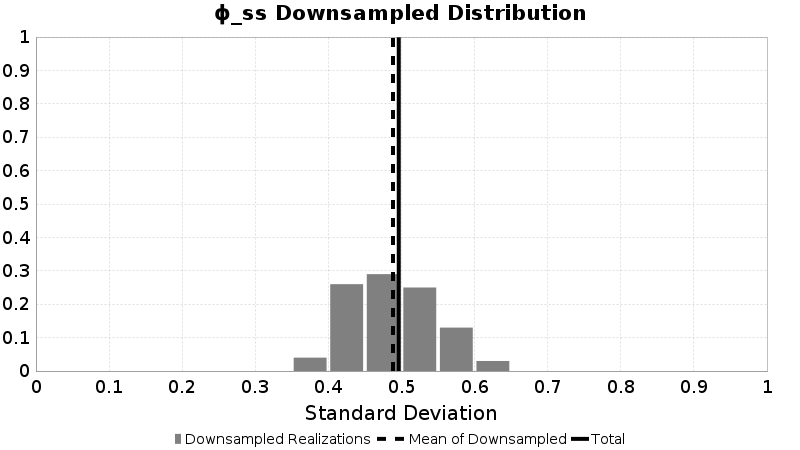 ϕ_ss Downsampled Distribution
1
0.9
0.8
0.7
0.6
0.5
0.4
0.3
0.2
0.1
0
0 0.1 0.2 0.3 0.4 0.5 0.6 0.7 0.8 0.9 1
Standard Deviation
Downsampled Realizations Mean of Downsampled Total